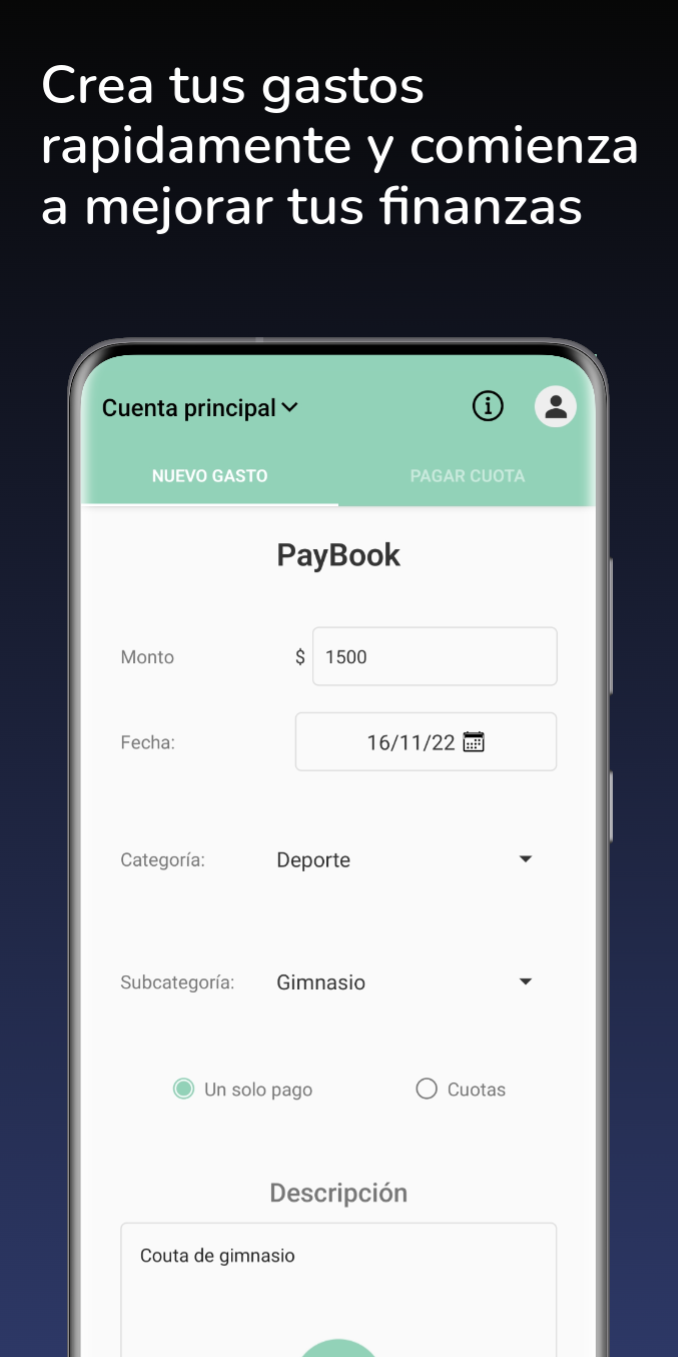 Crea tus gastos
rapidamente y comienza
a mejorar tus finanzas
Cuenta principal
NUEVO GASTO PAGAR CUOTA
PayBook
Monto $ 1500
Fecha: 16/11/22
Categoría: Deporte
Subcategoría: Gimnasio
Un solo pago Cuotas
Descripción
Couta de gimnasio